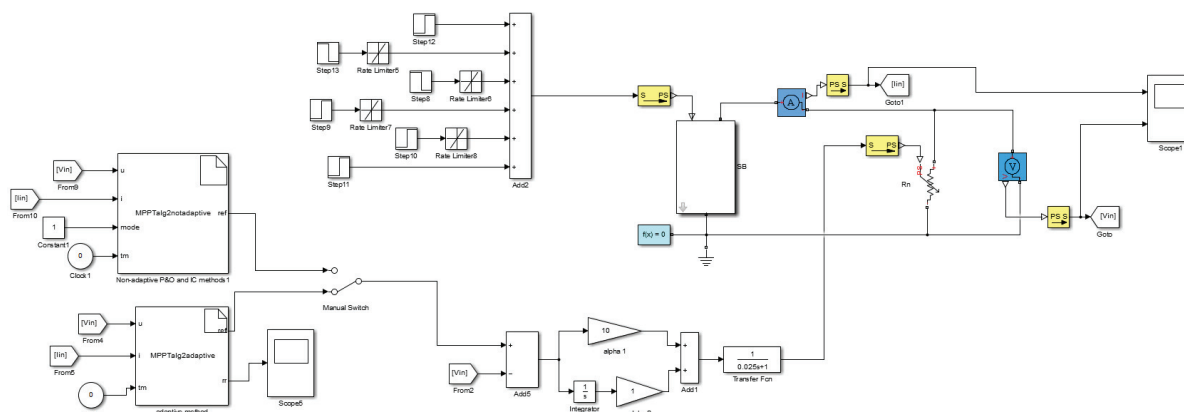 Step12
Step13
Rate Limiter5
Step8
Rate Limiter6
Step9
Rate Limiter7
Step10
Rate Limiter8
Step11
Add2
S PS
SB
f(x) = 0
A
PS S
[Iin]
Goto1
S PS
PS
Rn
V
PS S
[Vin]
Goto
Scope1
[Vin]
From9
[Iin]
From10
1
Constant1
0
Clock1
u
i
mode
tm
MPPTalg2notadaptive
ref
Non-adaptive P&O and IC methods1
Manual Switch
[Vin]
From4
[Iin]
From5
0
u
i
tm
MPPTalg2adaptive
ref
adaptive method
Scope5
[Vin]
From2
+
−
Add5
10
alpha 1
1
s
Integrator
1
+
+
Add1
1
0.025s+1
Transfer Fcn